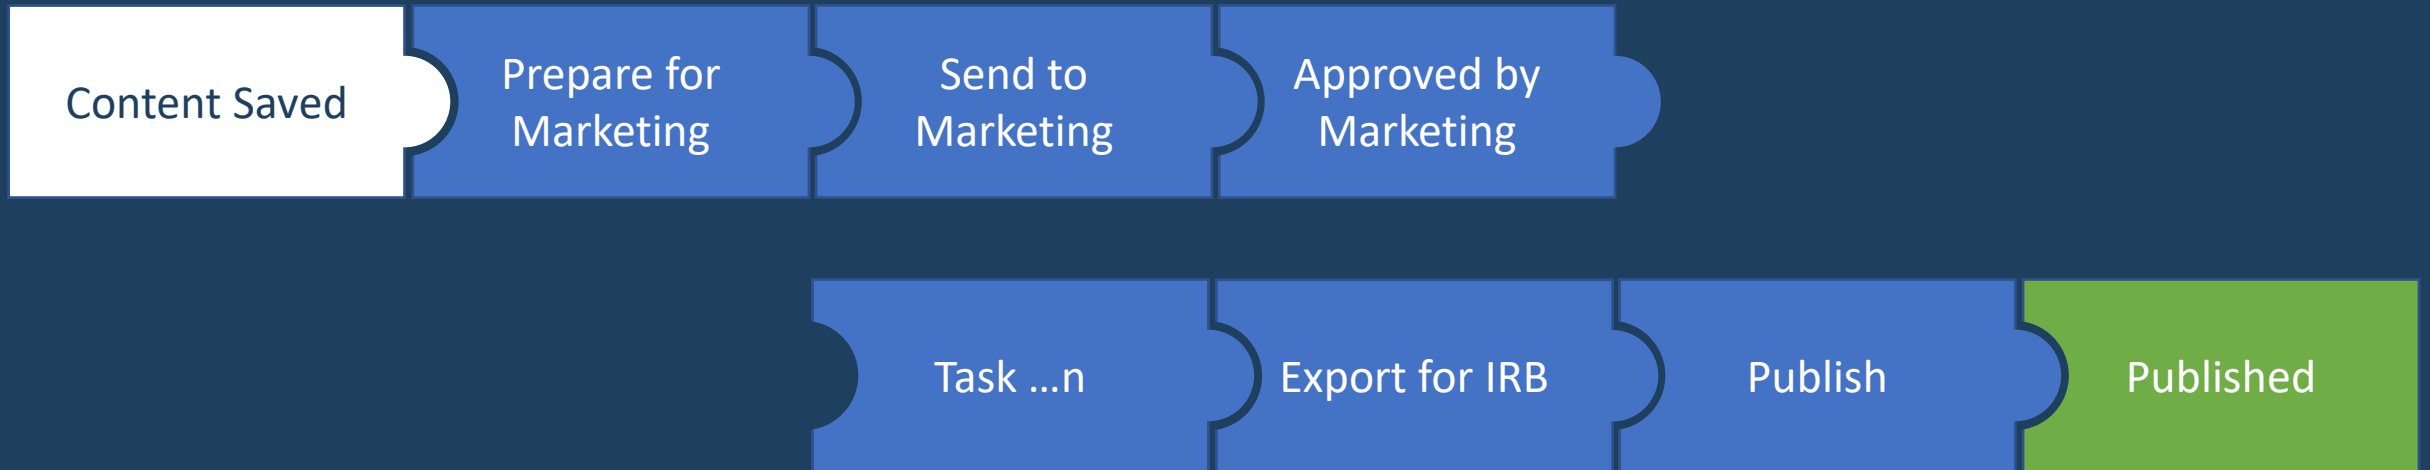 Content Saved
Prepare for
Marketing
Send to
Marketing
Approved by
Marketing
Task …n
Export for IRB
Publish
Published